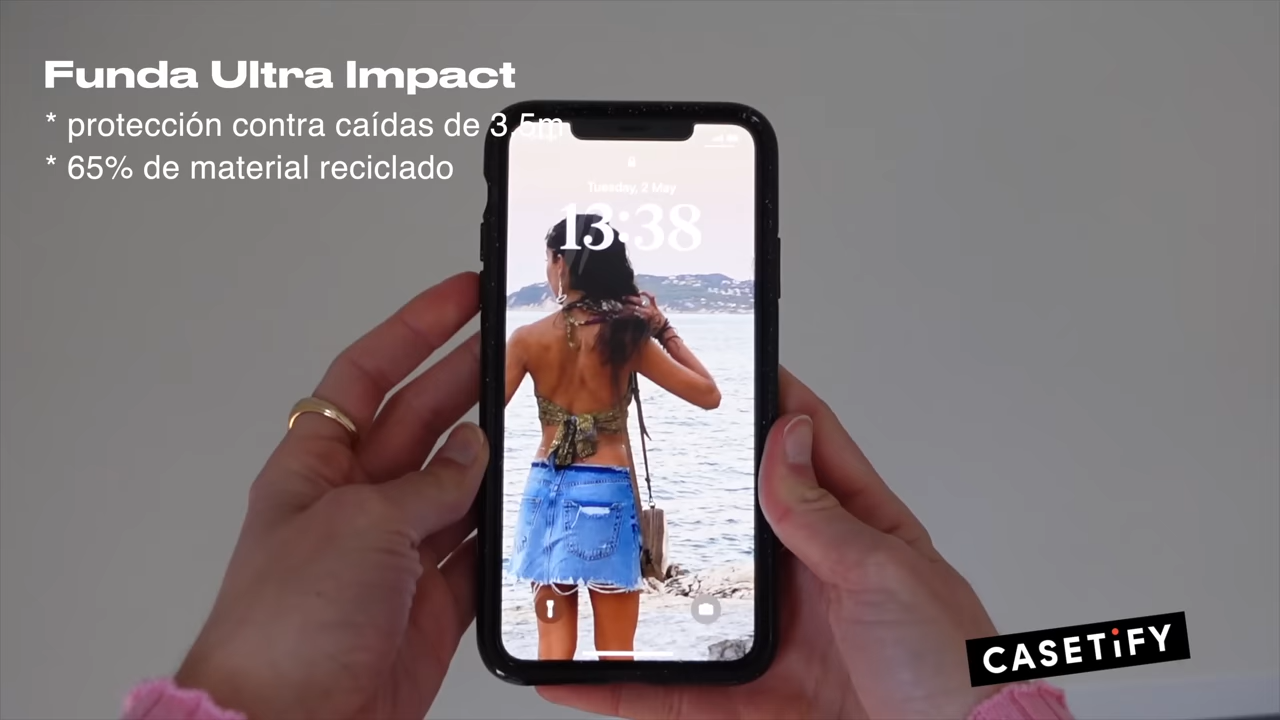 Funda Ultra Impact
* protección contra caídas de 3,5m
* 65% de material reciclado
Tuesday, 2 May
13:38
CASETiFY